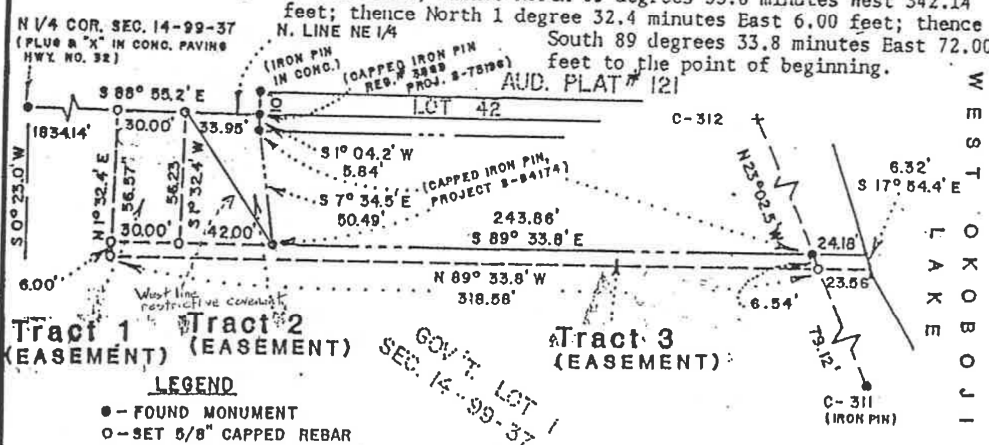 feet; thence North 1 degree 32.4 minutes East 6.00 feet; thence
South 89 degrees 33.8 minutes East 72.00
feet to the point of beginning.
N 1/4 COR. SEC. 14-99-37
(PLUG & "X" IN CONC. PAVING
HWY. NO. 32)
N. LINE NE 1/4
(IRON PIN
IN CONC.)
(CAPPED IRON PIN
REG.# 3889
PROJ. S-75196)
AUD. PLAT # 121
LOT 42
S 88° 55.2' E
1834.14'
30.00'
33.95'
10'
S 1° 04.2' W
5.84'
S 7° 34.5' E
50.49'
(CAPPED IRON PIN,
PROJECT S-84174)
C-312
N 23° 02.5' W
6.32'
S 17° 54.4' E
WEST OKOBOJI
LAKE
S 0° 23.0' W
N 1° 32.4' E
56.57'
56.23
S 1° 32.4' W
30.00'
42.00'
243.86'
S 89° 33.8' E
24.18'
N 89° 33.8' W
318.58'
23.56'
6.54'
6.00'
79.12'
West line
restrictive covenant
Tract 1
(EASEMENT)
Tract 2
(EASEMENT)
Tract 3
(EASEMENT)
GOV'T. LOT 1
SEC. 14-99-37
C-311
(IRON PIN)
LEGEND
● - FOUND MONUMENT
○ - SET 5/8" CAPPED REBAR